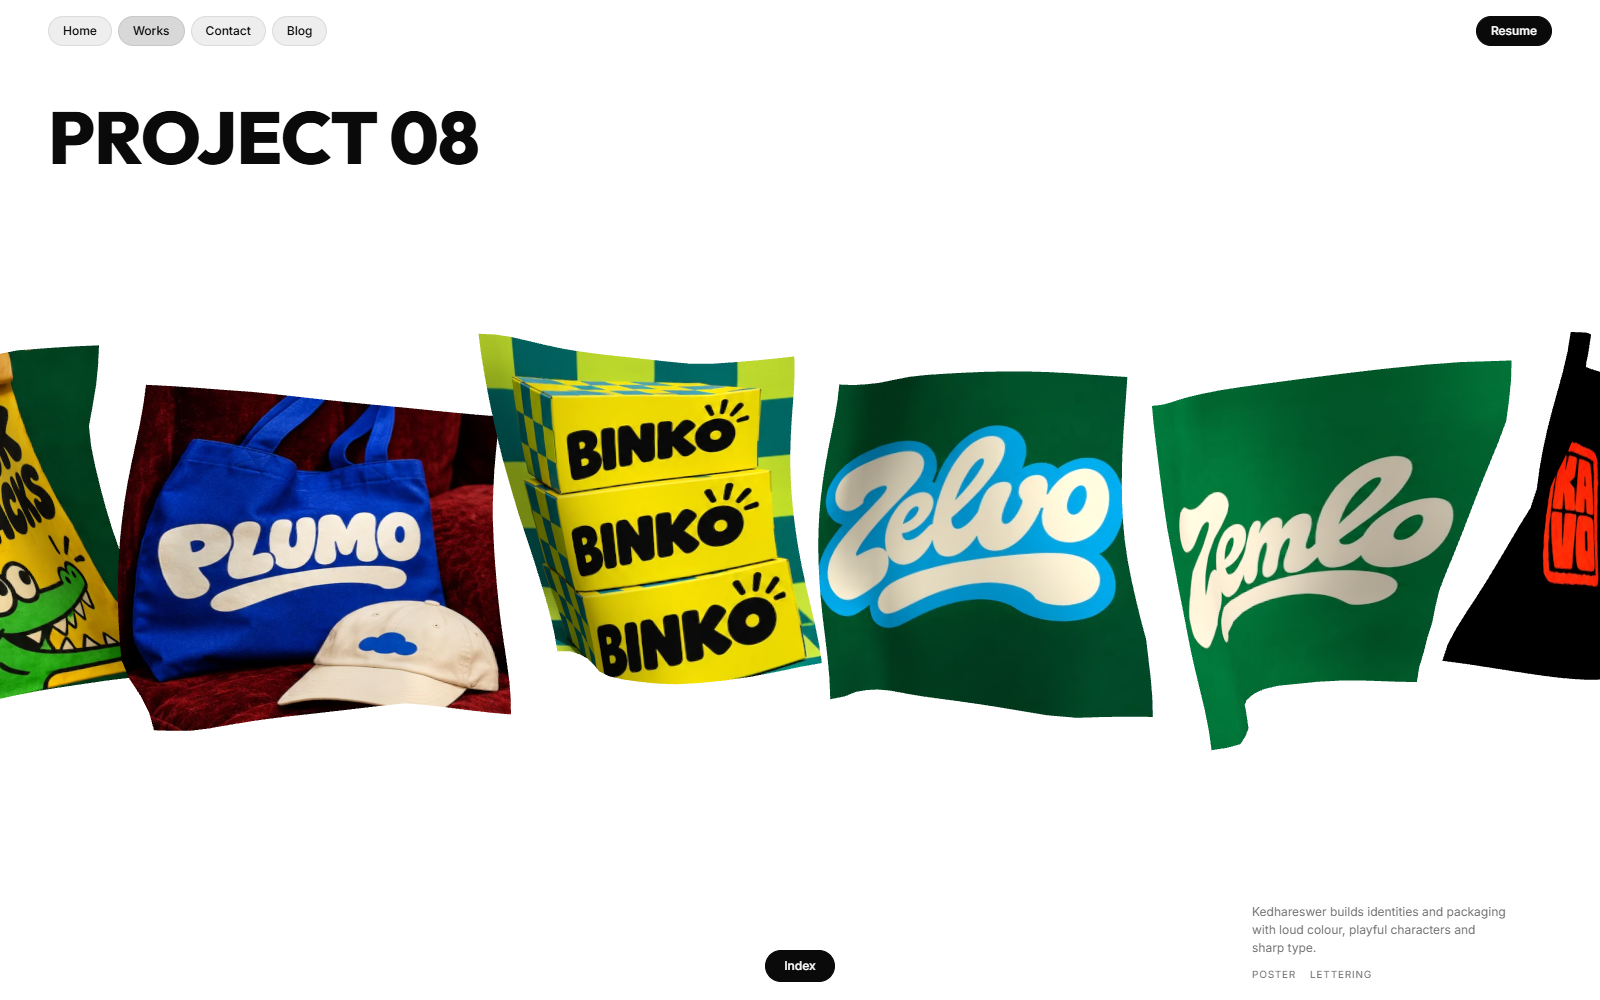 Home
Works
Contact
Blog
Resume
PROJECT 08
PLUMO
BINKO
BINKO
BINKO
Zelvo
Zemlo
Kedhareswer builds identities and packaging
with loud colour, playful characters and
sharp type.
POSTER LETTERING
Index